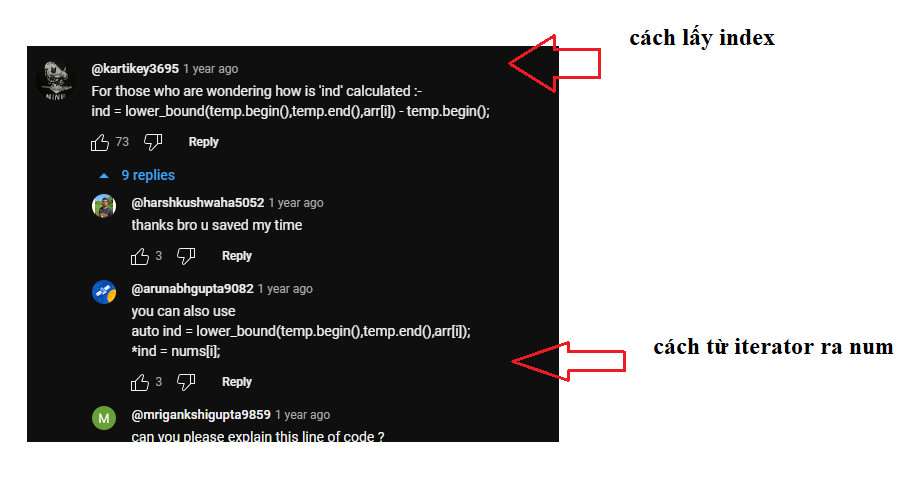 cách lấy index
@kartikey3695 1 year ago
For those who are wondering how is 'ind' calculated :-
ind = lower_bound(temp.begin(),temp.end(),arr[i]) - temp.begin();
73 Reply
9 replies
@harshkushwaha5052 1 year ago
thanks bro u saved my time
3 Reply
@arunabhgupta9082 1 year ago
you can also use
auto ind = lower_bound(temp.begin(),temp.end(),arr[i]);
*ind = nums[i];
cách từ iterator ra num
3 Reply
M
@mrigankshigupta9859 1 year ago
can you please explain this line of code ?